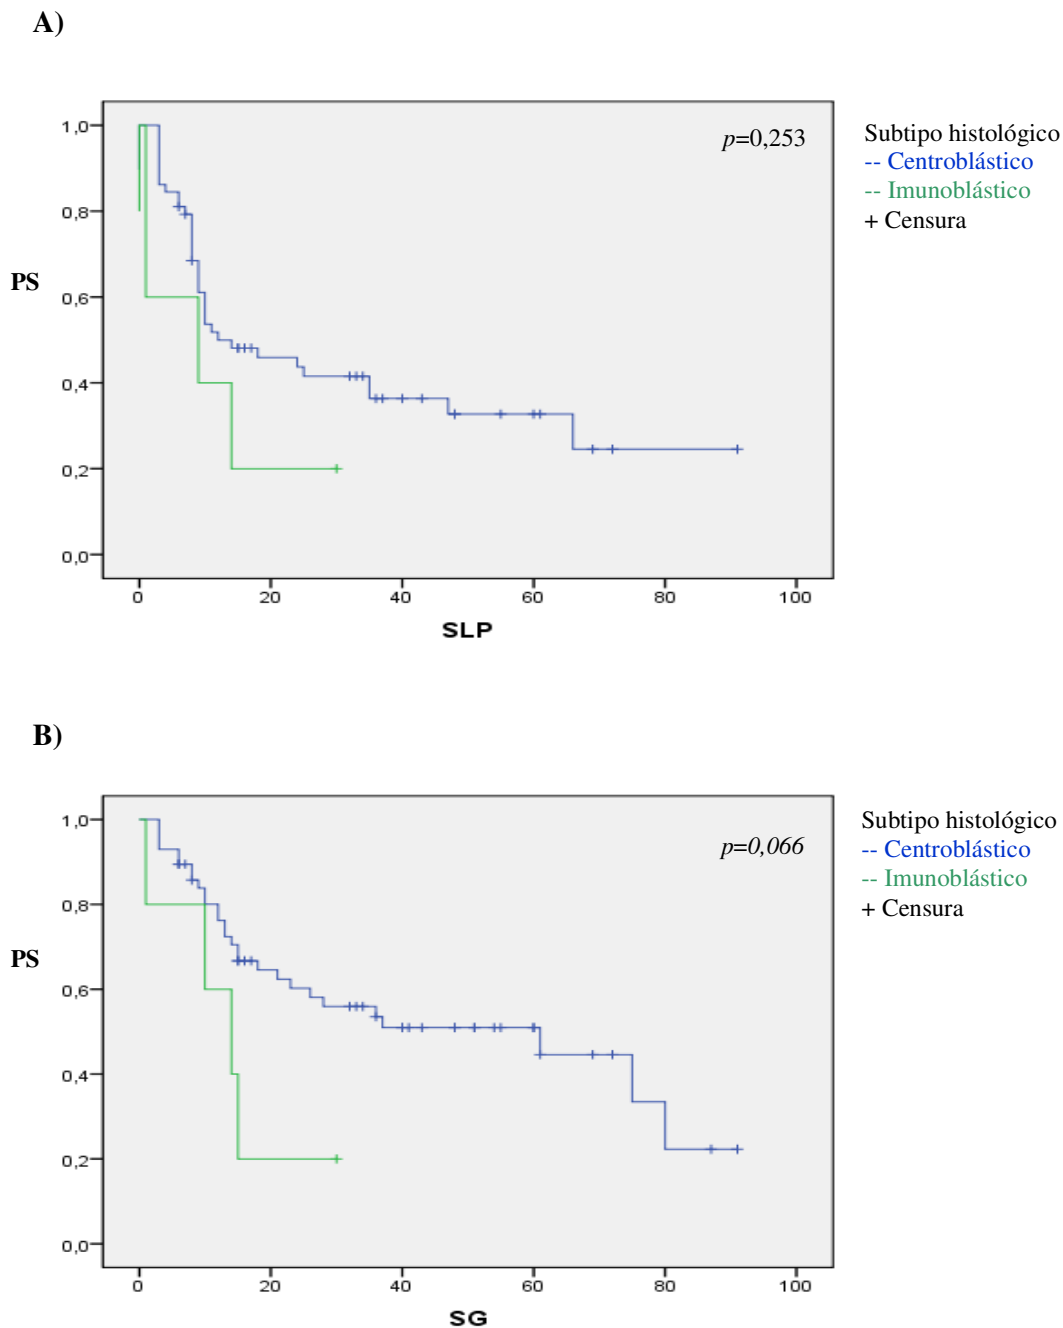 A)
1,0
0,8
0,6
0,4
0,2
0,0
PS
p=0,253
Subtipo histológico
-- Centroblástico
-- Imunoblástico
+ Censura
0 20 40 60 80 100
SLP
B)
1,0
0,8
0,6
0,4
0,2
0,0
PS
p=0,066
Subtipo histológico
-- Centroblástico
-- Imunoblástico
+ Censura
0 20 40 60 80 100
SG